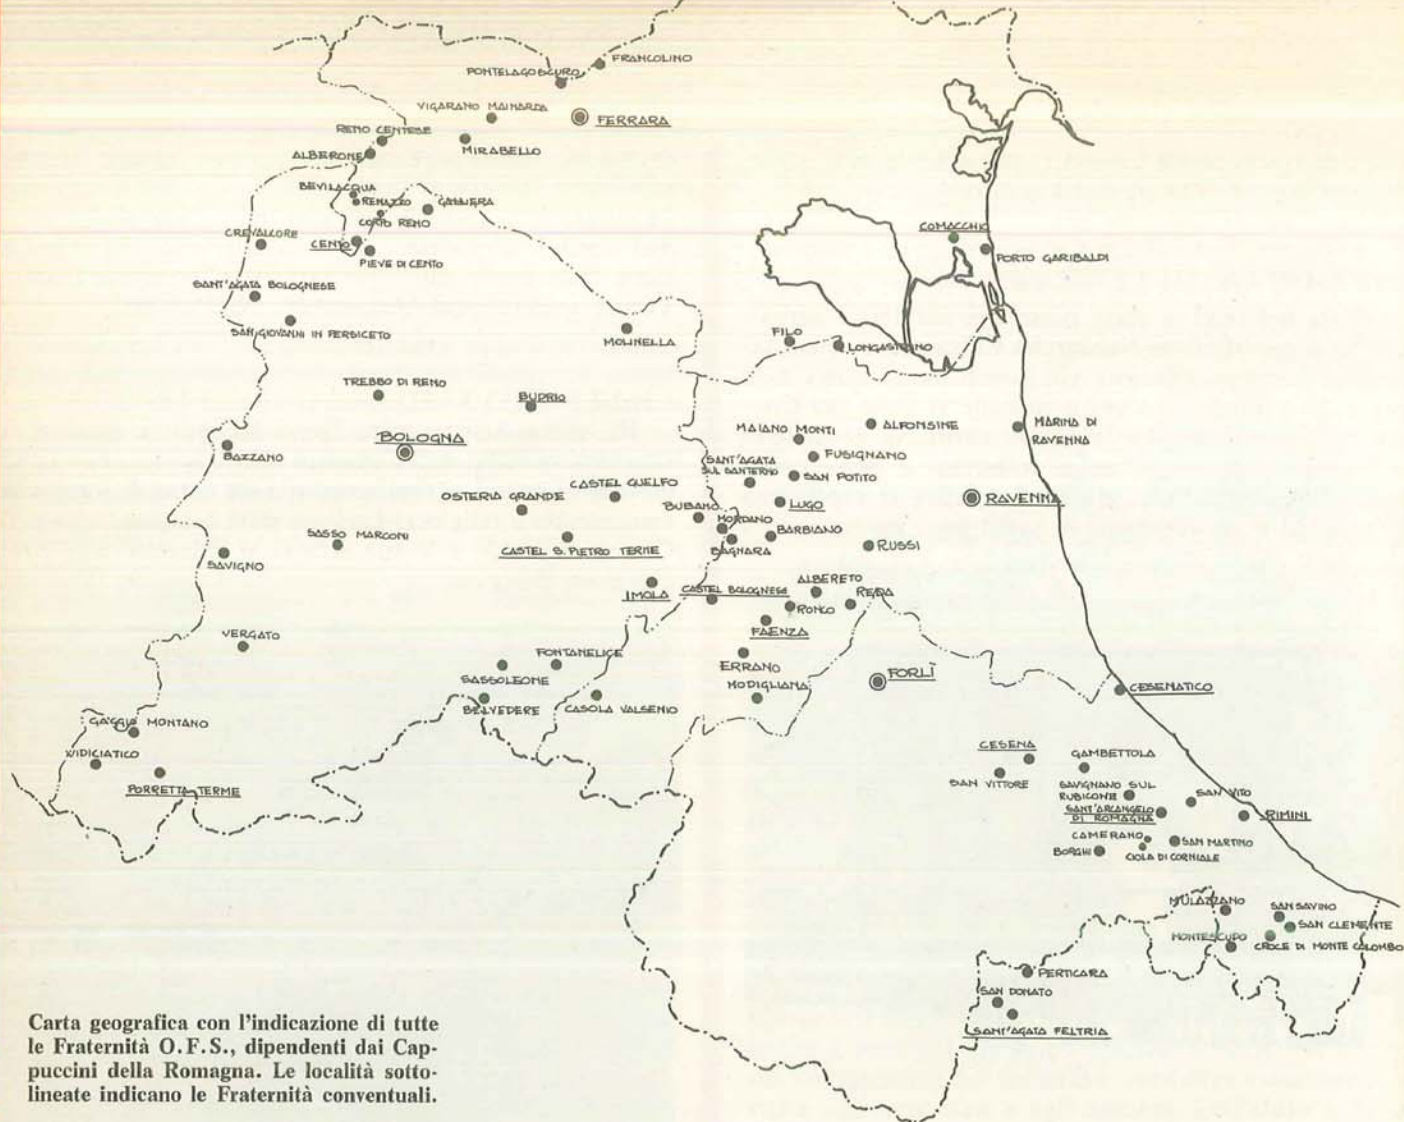 FRANCOLINO
PONTELAGOSCURO
VIGARANO MAINARDA
FERRARA
RENO CENTESE
MIRABELLO
ALBERONE
BEVILACQUA
RENAZZO
GALLIERA
CORPO RENO
CREVALCORE
CENTO
PIEVE DI CENTO
COMACCHIO
PORTO GARIBALDI
SANT'AGATA BOLOGNESE
SAN GIOVANNI IN PERSICETO
MOLINELLA
FILO
LONGASTRINO
TREBBO DI RENO
BUDRIO
BOLOGNA
BAZZANO
MAIANO MONTI
ALFONSINE
MARINA DI
RAVENNA
FUSIGNANO
SANT'AGATA
SUL SANTERNO
SAN POTITO
OSTERIA GRANDE
CASTEL GUELFO
LUGO
RAVENNA
BUBANO
MORDANO
BARBIANO
BAGNARA
SASSO MARCONI
CASTEL S. PIETRO TERME
RUSSI
SAVIGNO
IMOLA
CASTEL BOLOGNESE
ALBERETO
REDA
RONCO
FAENZA
VERGATO
FONTANELICE
SASSOLEONE
ERRANO
MODIGLIANA
FORLÌ
BELVEDERE
CASOLA VALSENIO
CESENATICO
GAGGIO MONTANO
VIDICIATICO
PORRETTA TERME
CESENA
GAMBETTOLA
SAN VITTORE
SAVIGNANO SUL
RUBICONE
SAN VITO
SANT'ARCANGELO
DI ROMAGNA
RIMINI
CAMERANO
SAN MARTINO
BORGHI
CIOLA DI CORNIALE
MULAZZANO
SAN SAVINO
SAN CLEMENTE
MONTESCUDO
CROCE DI MONTE COLOMBO
PERTICARA
SAN DONATO
SANT'AGATA FELTRIA
Carta geografica con l'indicazione di tutte
le Fraternità O.F.S., dipendenti dai Cap-
puccini della Romagna. Le località sotto-
lineate indicano le Fraternità conventuali.